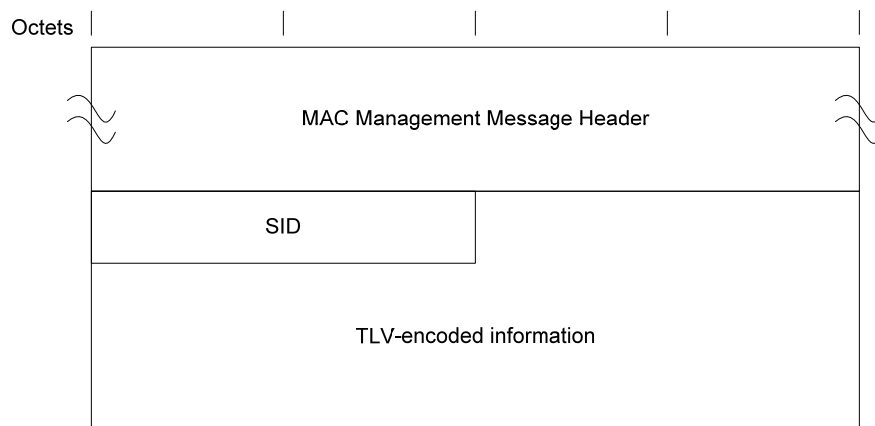 Octets
MAC Management Message Header
SID
TLV-encoded information